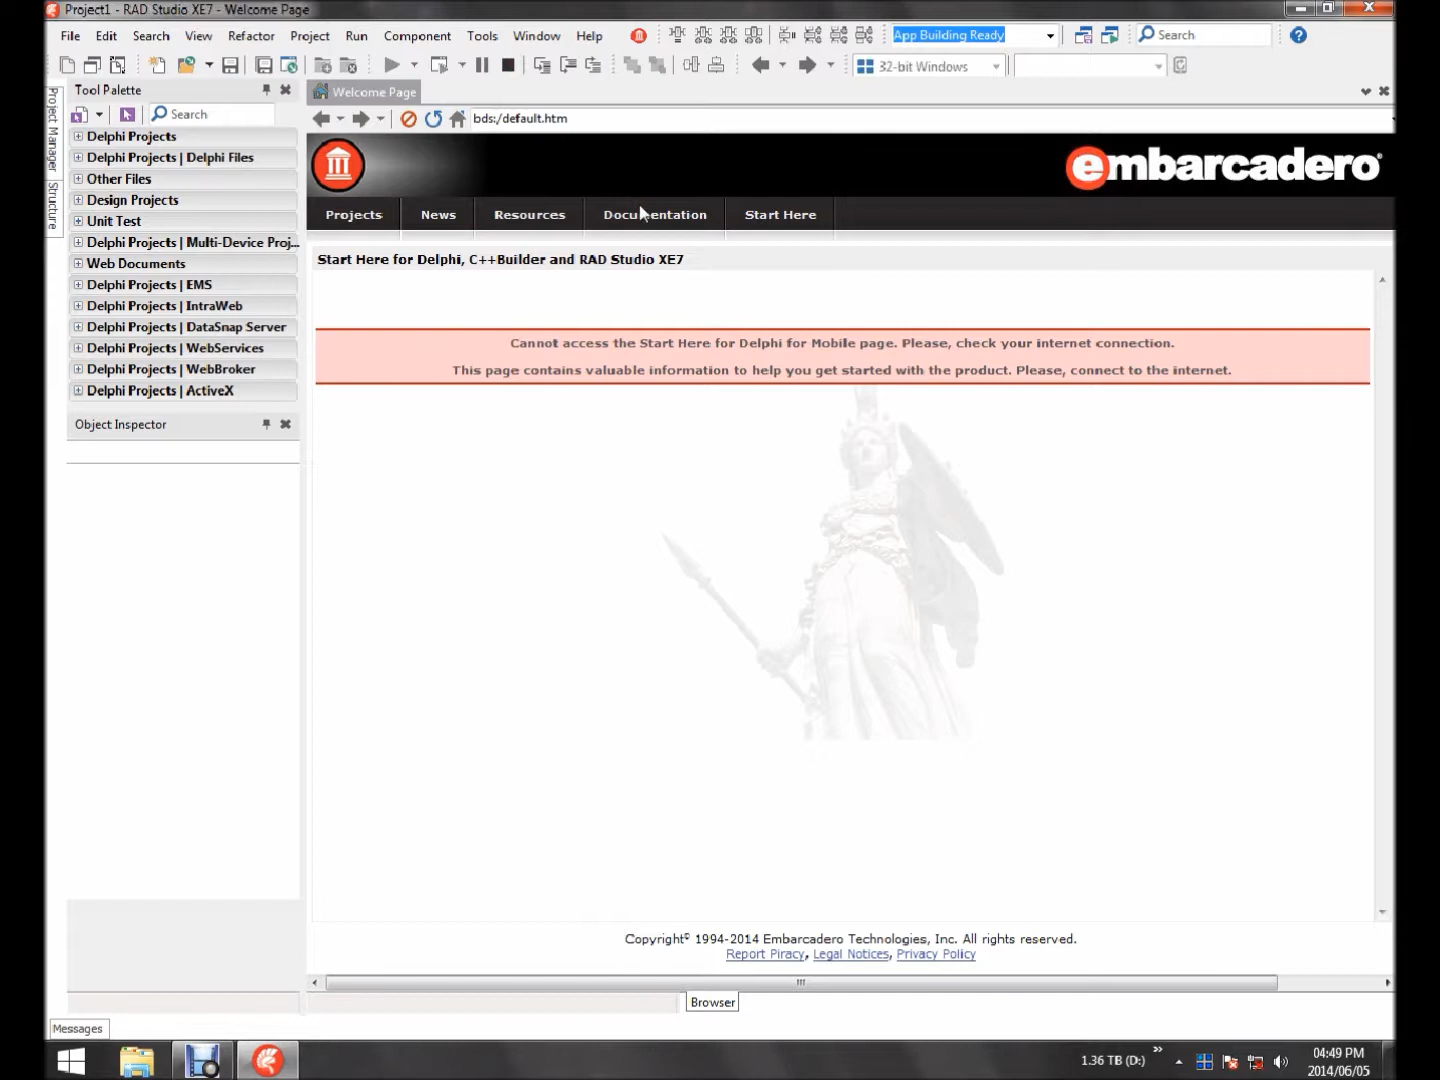 Project1 - RAD Studio XE7 - Welcome Page
File Edit Search View Refactor Project Run Component Tools Window Help App Building Ready Search
32-bit Windows
Tool Palette
Welcome Page
Search
bds:/default.htm
Project Manager
Structure
Delphi Projects
Delphi Projects | Delphi Files
Other Files
Design Projects
Unit Test
Delphi Projects | Multi-Device Proj...
Web Documents
Delphi Projects | EMS
Delphi Projects | IntraWeb
Delphi Projects | DataSnap Server
Delphi Projects | WebServices
Delphi Projects | WebBroker
Delphi Projects | ActiveX
Object Inspector
embarcadero
Projects News Resources Documentation Start Here
Start Here for Delphi, C++Builder and RAD Studio XE7
Cannot access the Start Here for Delphi for Mobile page. Please, check your internet connection.
This page contains valuable information to help you get started with the product. Please, connect to the internet.
Copyright© 1994-2014 Embarcadero Technologies, Inc. All rights reserved.
Report Piracy, Legal Notices, Privacy Policy
Browser
Messages
1.36 TB (D:)
04:49 PM
2014/06/05